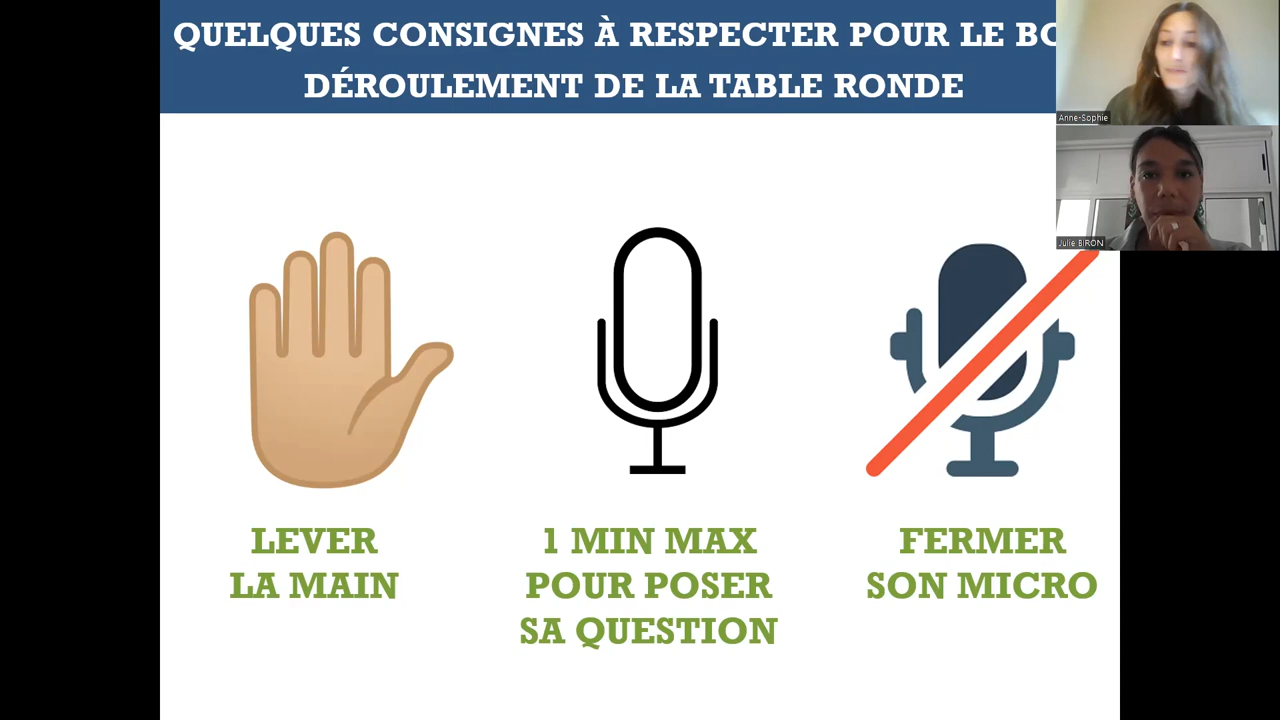 QUELQUES CONSIGNES À RESPECTER POUR LE
DÉROULEMENT DE LA TABLE RONDE
Anne-Sophie
Julie BIRON
LEVER
LA MAIN
1 MIN MAX
POUR POSER
SA QUESTION
FERMER
SON MICRO